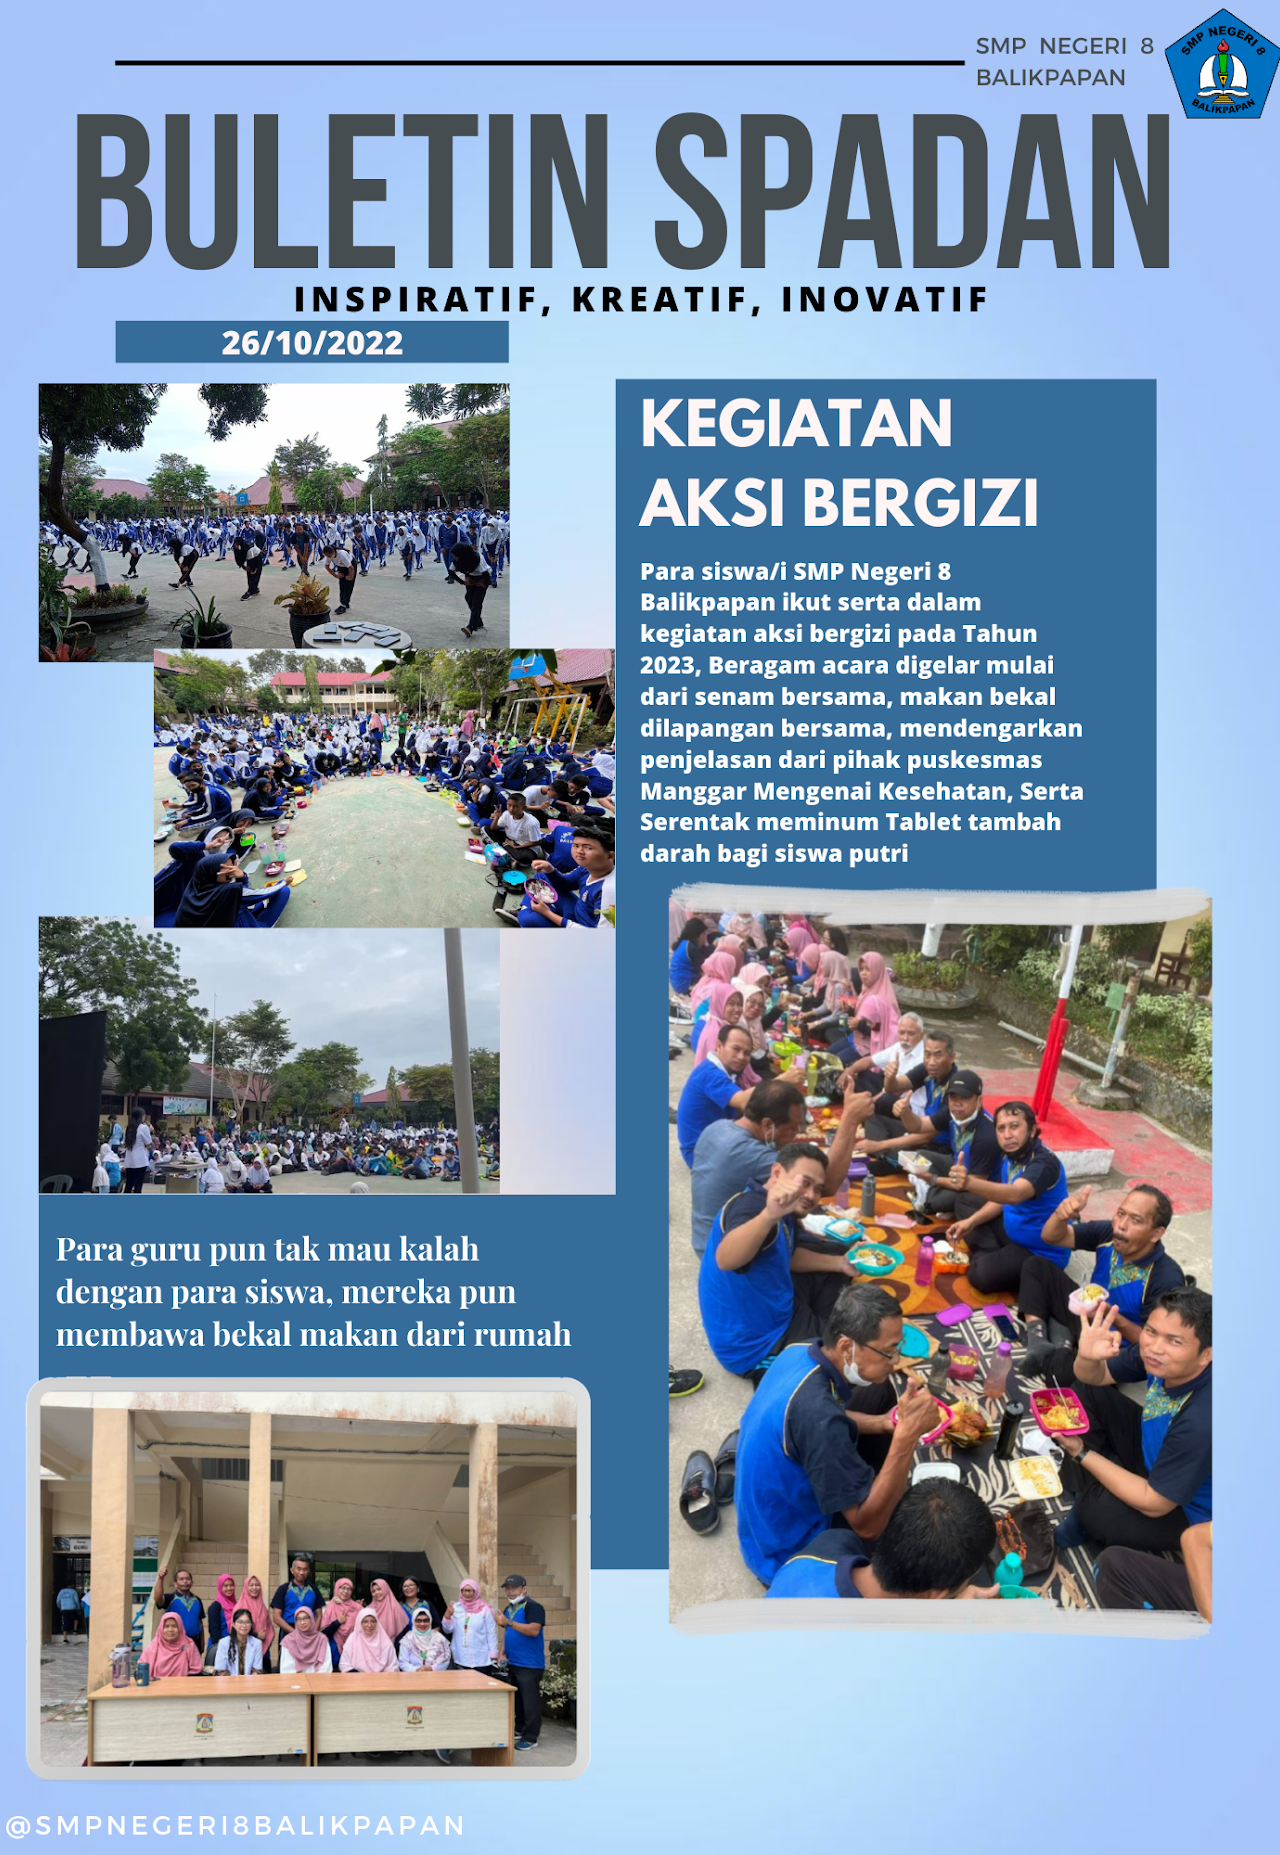 SMP NEGERI 8
BALIKPAPAN
SMP NEGERI 8
BALIKPAPAN
BULETIN SPADAN
INSPIRATIF, KREATIF, INOVATIF
26/10/2022
KEGIATAN
AKSI BERGIZI
Para siswa/i SMP Negeri 8
Balikpapan ikut serta dalam
kegiatan aksi bergizi pada Tahun
2023, Beragam acara digelar mulai
dari senam bersama, makan bekal
dilapangan bersama, mendengarkan
penjelasan dari pihak puskesmas
Manggar Mengenai Kesehatan, Serta
Serentak meminum Tablet tambah
darah bagi siswa putri
Para guru pun tak mau kalah
dengan para siswa, mereka pun
membawa bekal makan dari rumah
@SMPNEGERI8BALIKPAPAN